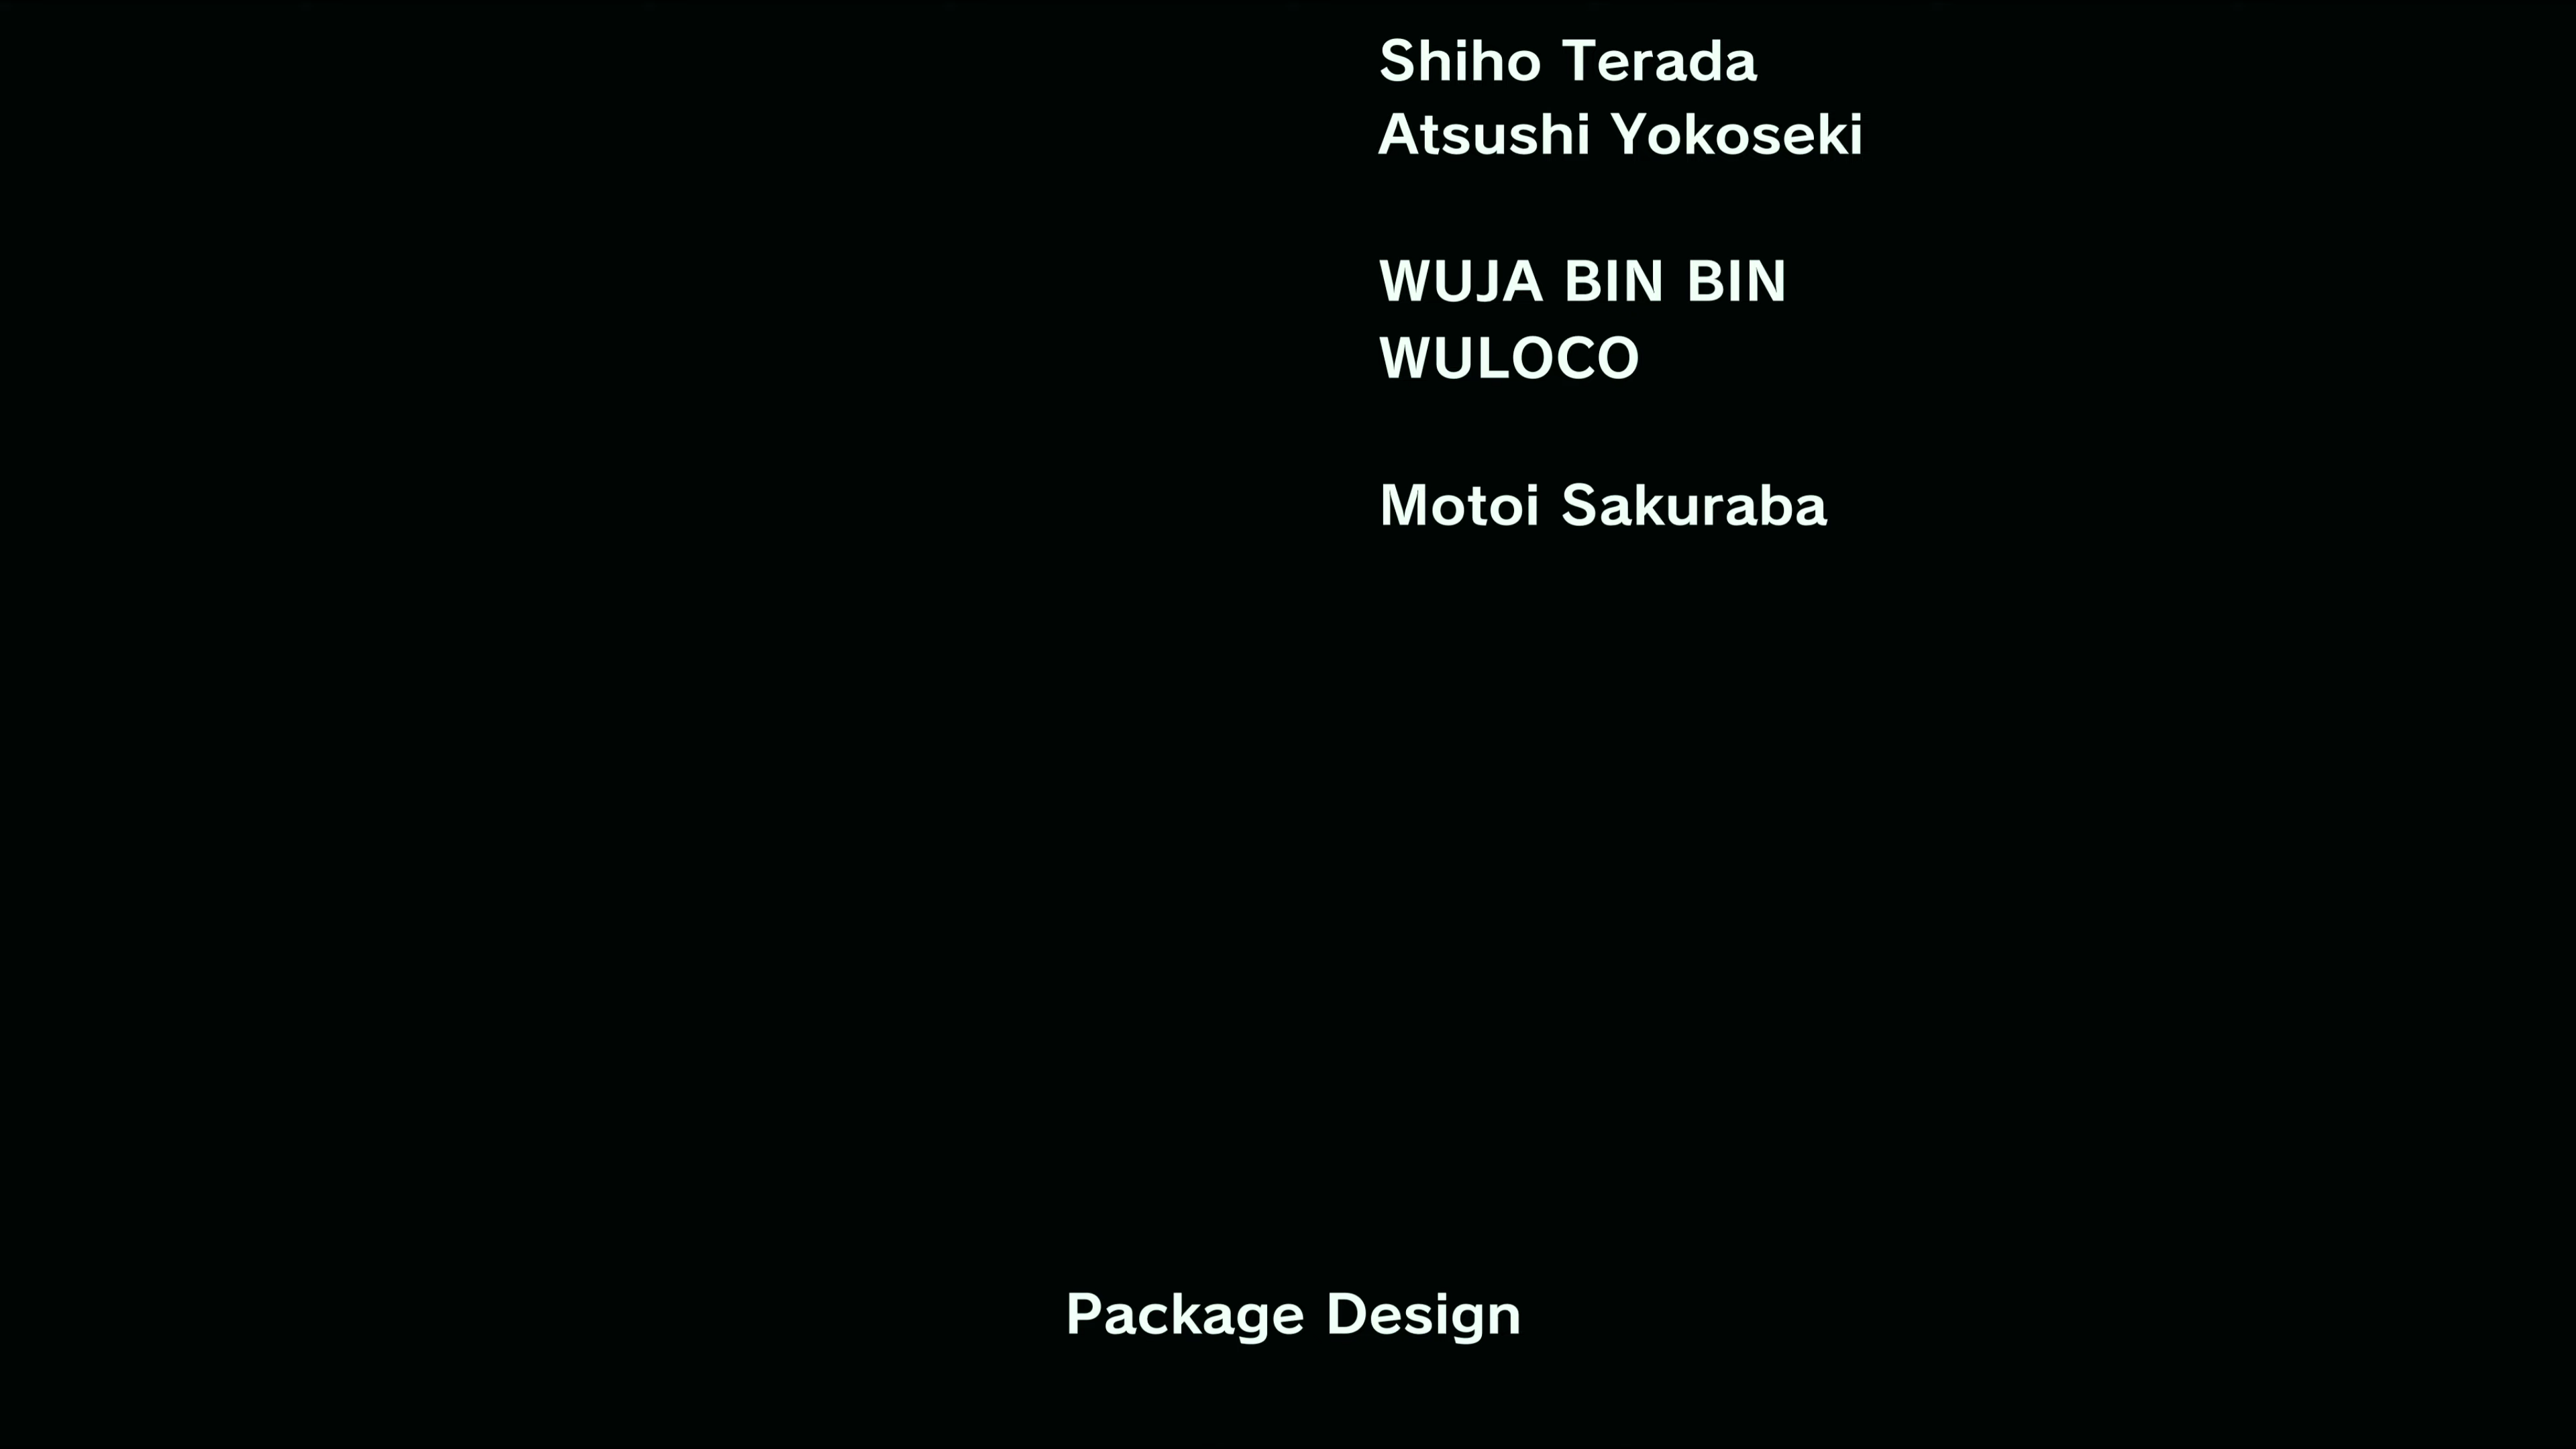 Shiho Terada
Atsushi Yokoseki
WUJA BIN BIN
WULOCO
Motoi Sakuraba
Package Design